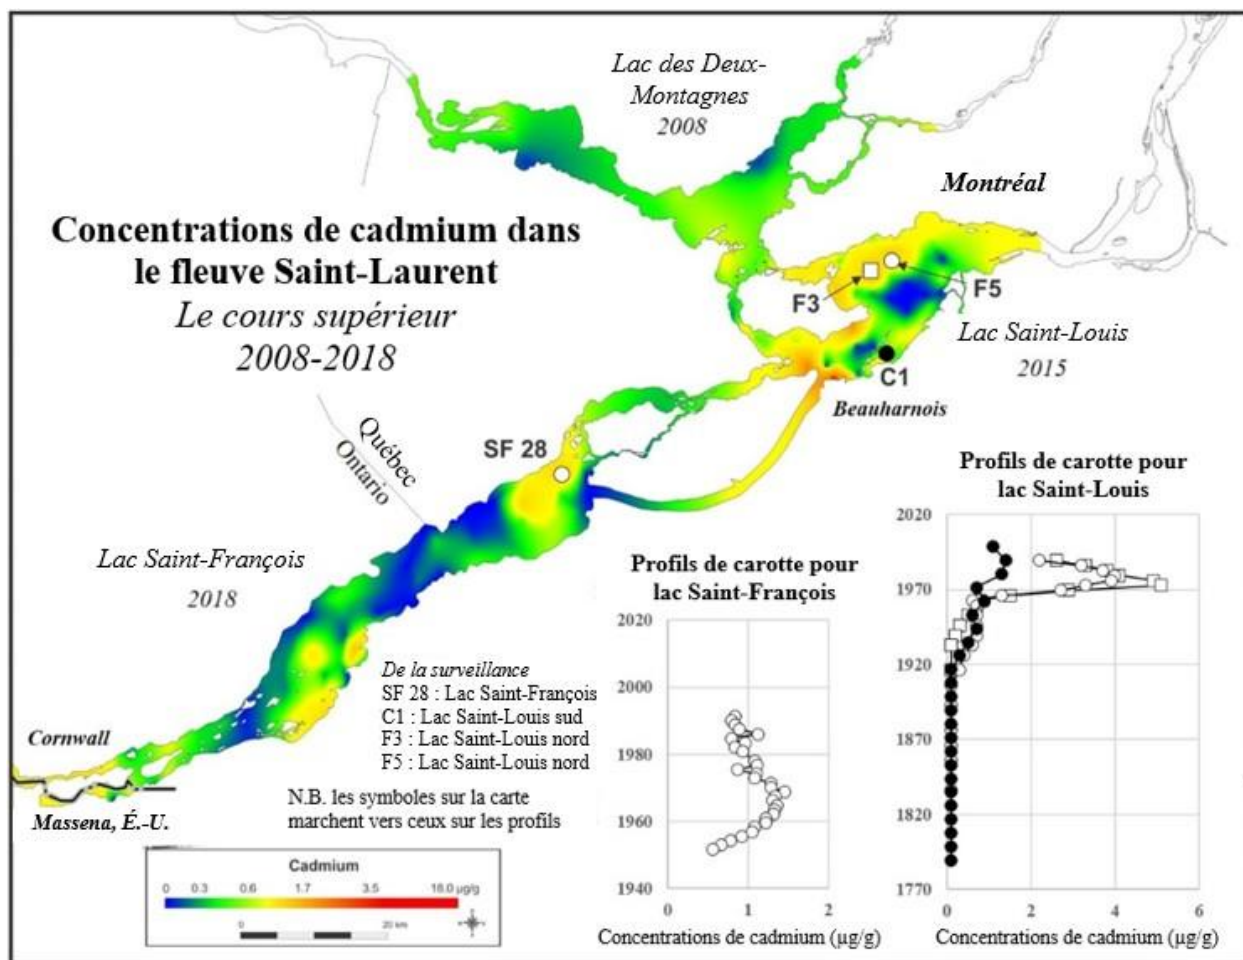 Lac des Deux-
Montagnes
2008
Montréal
Concentrations de cadmium dans
le fleuve Saint-Laurent
Le cours supérieur
2008-2018
F3
F5
Lac Saint-Louis
2015
C1
Beauharnois
Québec
Ontario
SF 28
Lac Saint-François
2018
Profils de carotte pour
lac Saint-Louis
2020
1970
1920
1870
1820
1770
0 2 4 6
Concentrations de cadmium (µg/g)
Profils de carotte pour
lac Saint-François
2020
2000
1980
1960
1940
0 1 2
Concentrations de cadmium (µg/g)
De la surveillance
SF 28 : Lac Saint-François
C1 : Lac Saint-Louis sud
F3 : Lac Saint-Louis nord
F5 : Lac Saint-Louis nord
N.B. les symboles sur la carte
marchent vers ceux sur les profils
Cornwall
Massena, É.-U.
Cadmium
0 0.3 0.6 1.7 3.5 16.0 µg/g
0 20 km